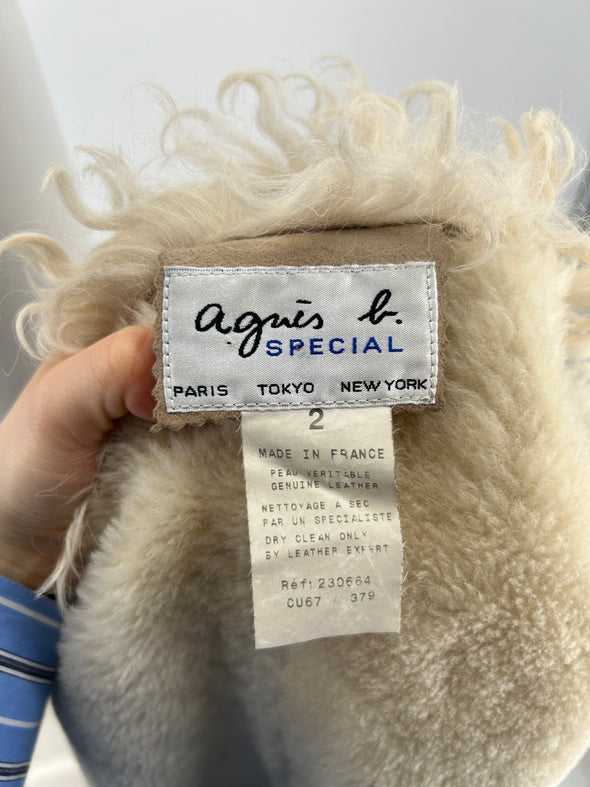 agnès b.
SPECIAL
PARIS TOKYO NEW YORK
2
MADE IN FRANCE
PEAU VERITABLE
GENUINE LEATHER
NETTOYAGE A SEC
PAR UN SPECIALISTE
DRY CLEAN ONLY
BY LEATHER EXPERT
Réf: 230664
CU67 / 379